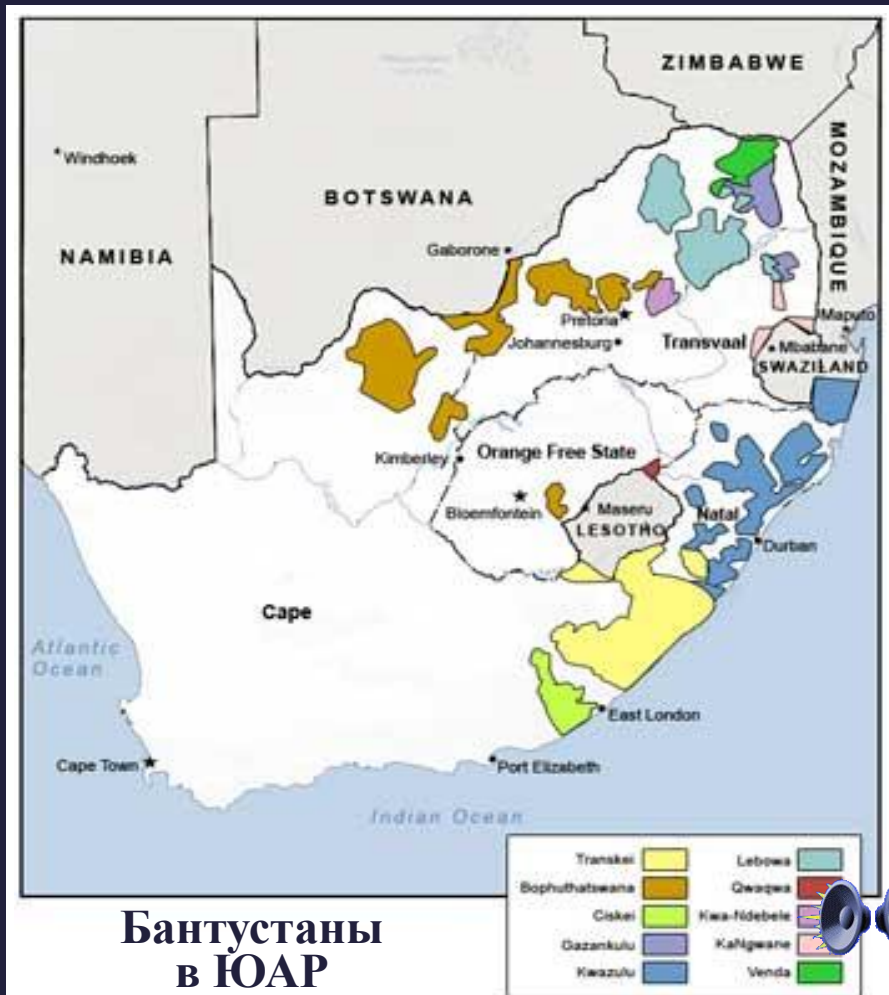 ZIMBABWE
MOZAMBIQUE
Windhoek
BOTSWANA
NAMIBIA
Gaborone
Pretoria
Maputo
Johannesburg
Transvaal
Mbabane
SWAZILAND
Kimberley
Orange Free State
Bloemfontein
Maseru
Natal
LESOTHO
Durban
Cape
Atlantic
Ocean
East London
Cape Town
Port Elizabeth
Indian Ocean
Transkei
Lebowa
Bophuthatswana
Qwaqwa
Ciskei
Kwa-Ndebele
Gazankulu
KaNgwane
Kwazulu
Venda
Бантустаны
в ЮАР